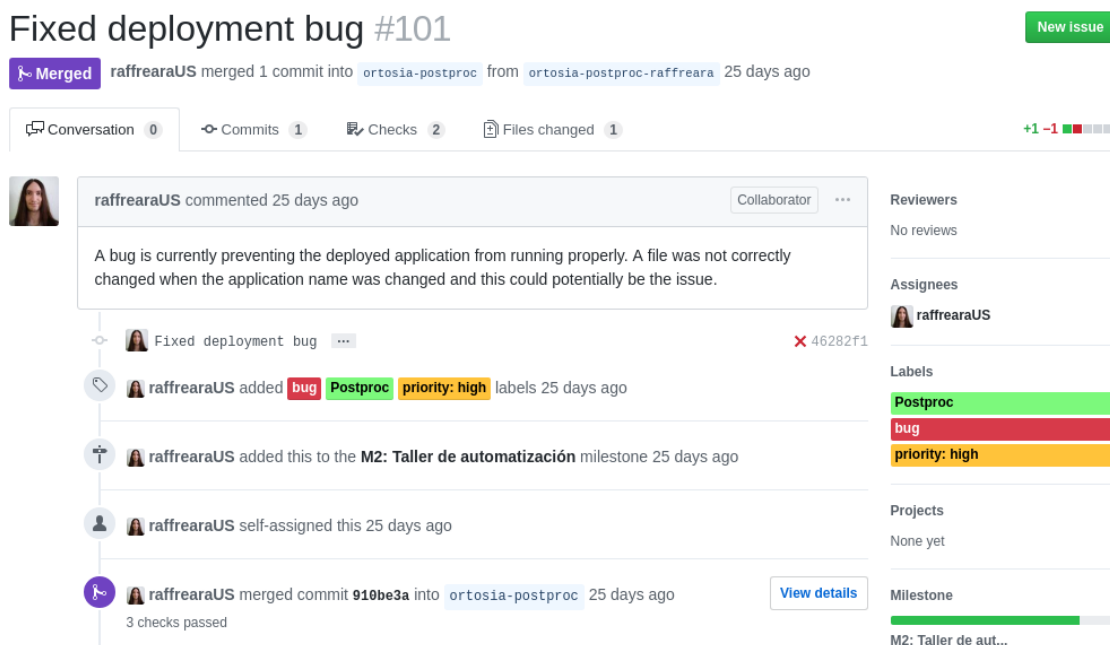 Fixed deployment bug #101
New issue
Merged raffrearaUS merged 1 commit into ortosia-postproc from ortosia-postproc-raffreara 25 days ago
Conversation 0 Commits 1 Checks 2 Files changed 1 +1 −1
raffrearaUS commented 25 days ago Collaborator ...
A bug is currently preventing the deployed application from running properly. A file was not correctly
changed when the application name was changed and this could potentially be the issue.
Fixed deployment bug ... 46282f1
raffrearaUS added bug Postproc priority: high labels 25 days ago
raffrearaUS added this to the M2: Taller de automatización milestone 25 days ago
raffrearaUS self-assigned this 25 days ago
raffrearaUS merged commit 910be3a into ortosia-postproc 25 days ago View details
3 checks passed
Reviewers
No reviews
Assignees
raffrearaUS
Labels
Postproc
bug
priority: high
Projects
None yet
Milestone
M2: Taller de aut...